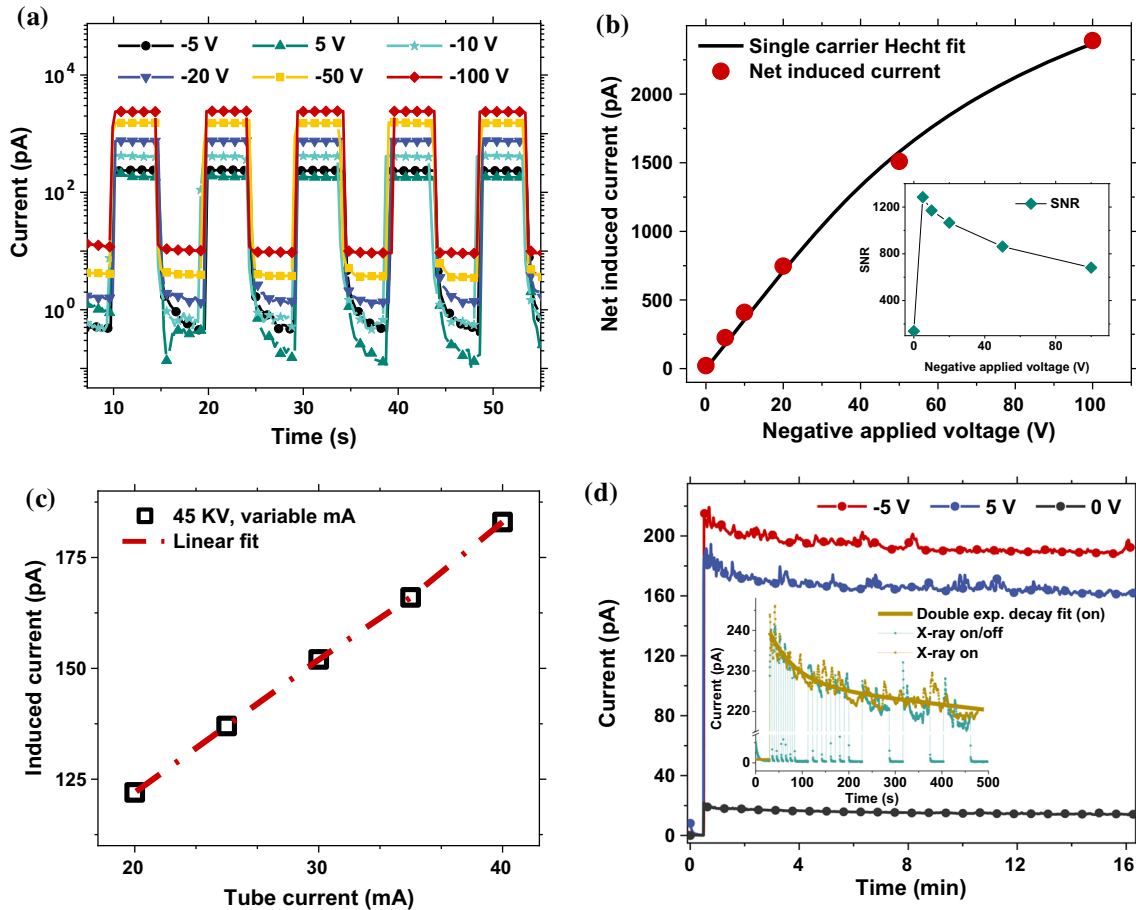 (a)
-5 V 5 V -10 V
-20 V -50 V -100 V
10⁴
10²
10⁰
Current (pA)
10 20 30 40 50
Time (s)
(b)
Single carrier Hecht fit
Net induced current
2000
1500
1000
500
0
Net induced current (pA)
0 20 40 60 80 100
Negative applied voltage (V)
SNR
1200
800
400
SNR
0 40 80
Negative applied voltage (V)
(c)
45 KV, variable mA
Linear fit
175
150
125
Induced current (pA)
20 30 40
Tube current (mA)
(d)
-5 V 5 V 0 V
220
200
160
120
80
40
0
Current (pA)
0 4 8 12 16
Time (min)
Double exp. decay fit (on)
X-ray on/off
X-ray on
240
230
220
0
Current (pA)
0 100 200 300 400 500
Time (s)